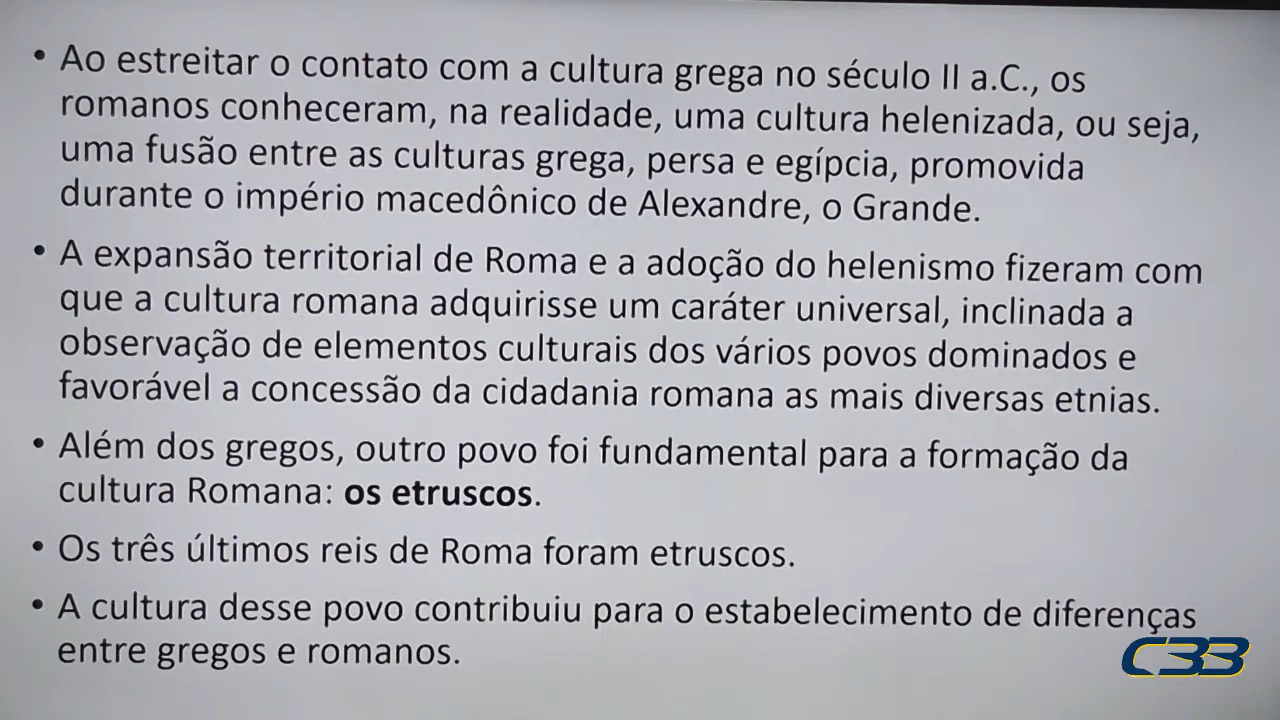 • Ao estreitar o contato com a cultura grega no século II a.C., os
romanos conheceram, na realidade, uma cultura helenizada, ou seja,
uma fusão entre as culturas grega, persa e egípcia, promovida
durante o império macedônico de Alexandre, o Grande.
• A expansão territorial de Roma e a adoção do helenismo fizeram com
que a cultura romana adquirisse um caráter universal, inclinada a
observação de elementos culturais dos vários povos dominados e
favorável a concessão da cidadania romana as mais diversas etnias.
• Além dos gregos, outro povo foi fundamental para a formação da
cultura Romana: os etruscos.
• Os três últimos reis de Roma foram etruscos.
• A cultura desse povo contribuiu para o estabelecimento de diferenças
entre gregos e romanos.
C33